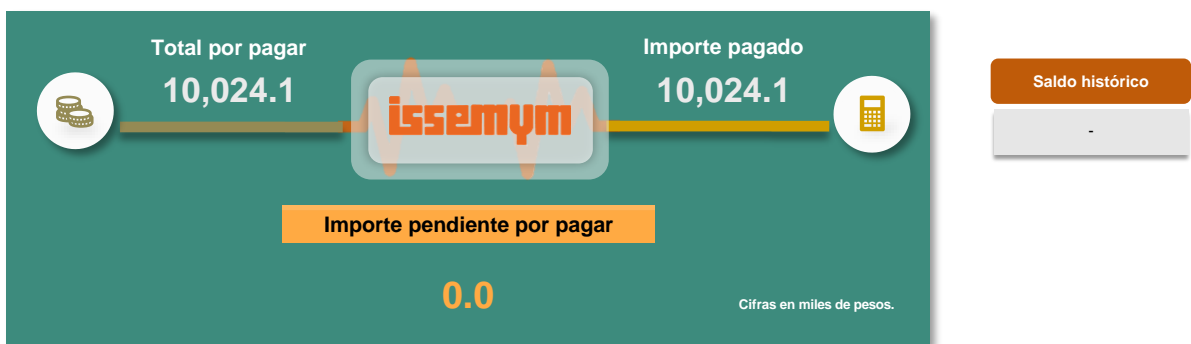 Total por pagar
10,024.1
issemym
Importe pagado
10,024.1
Importe pendiente por pagar
0.0
Cifras en miles de pesos.
Saldo histórico
-